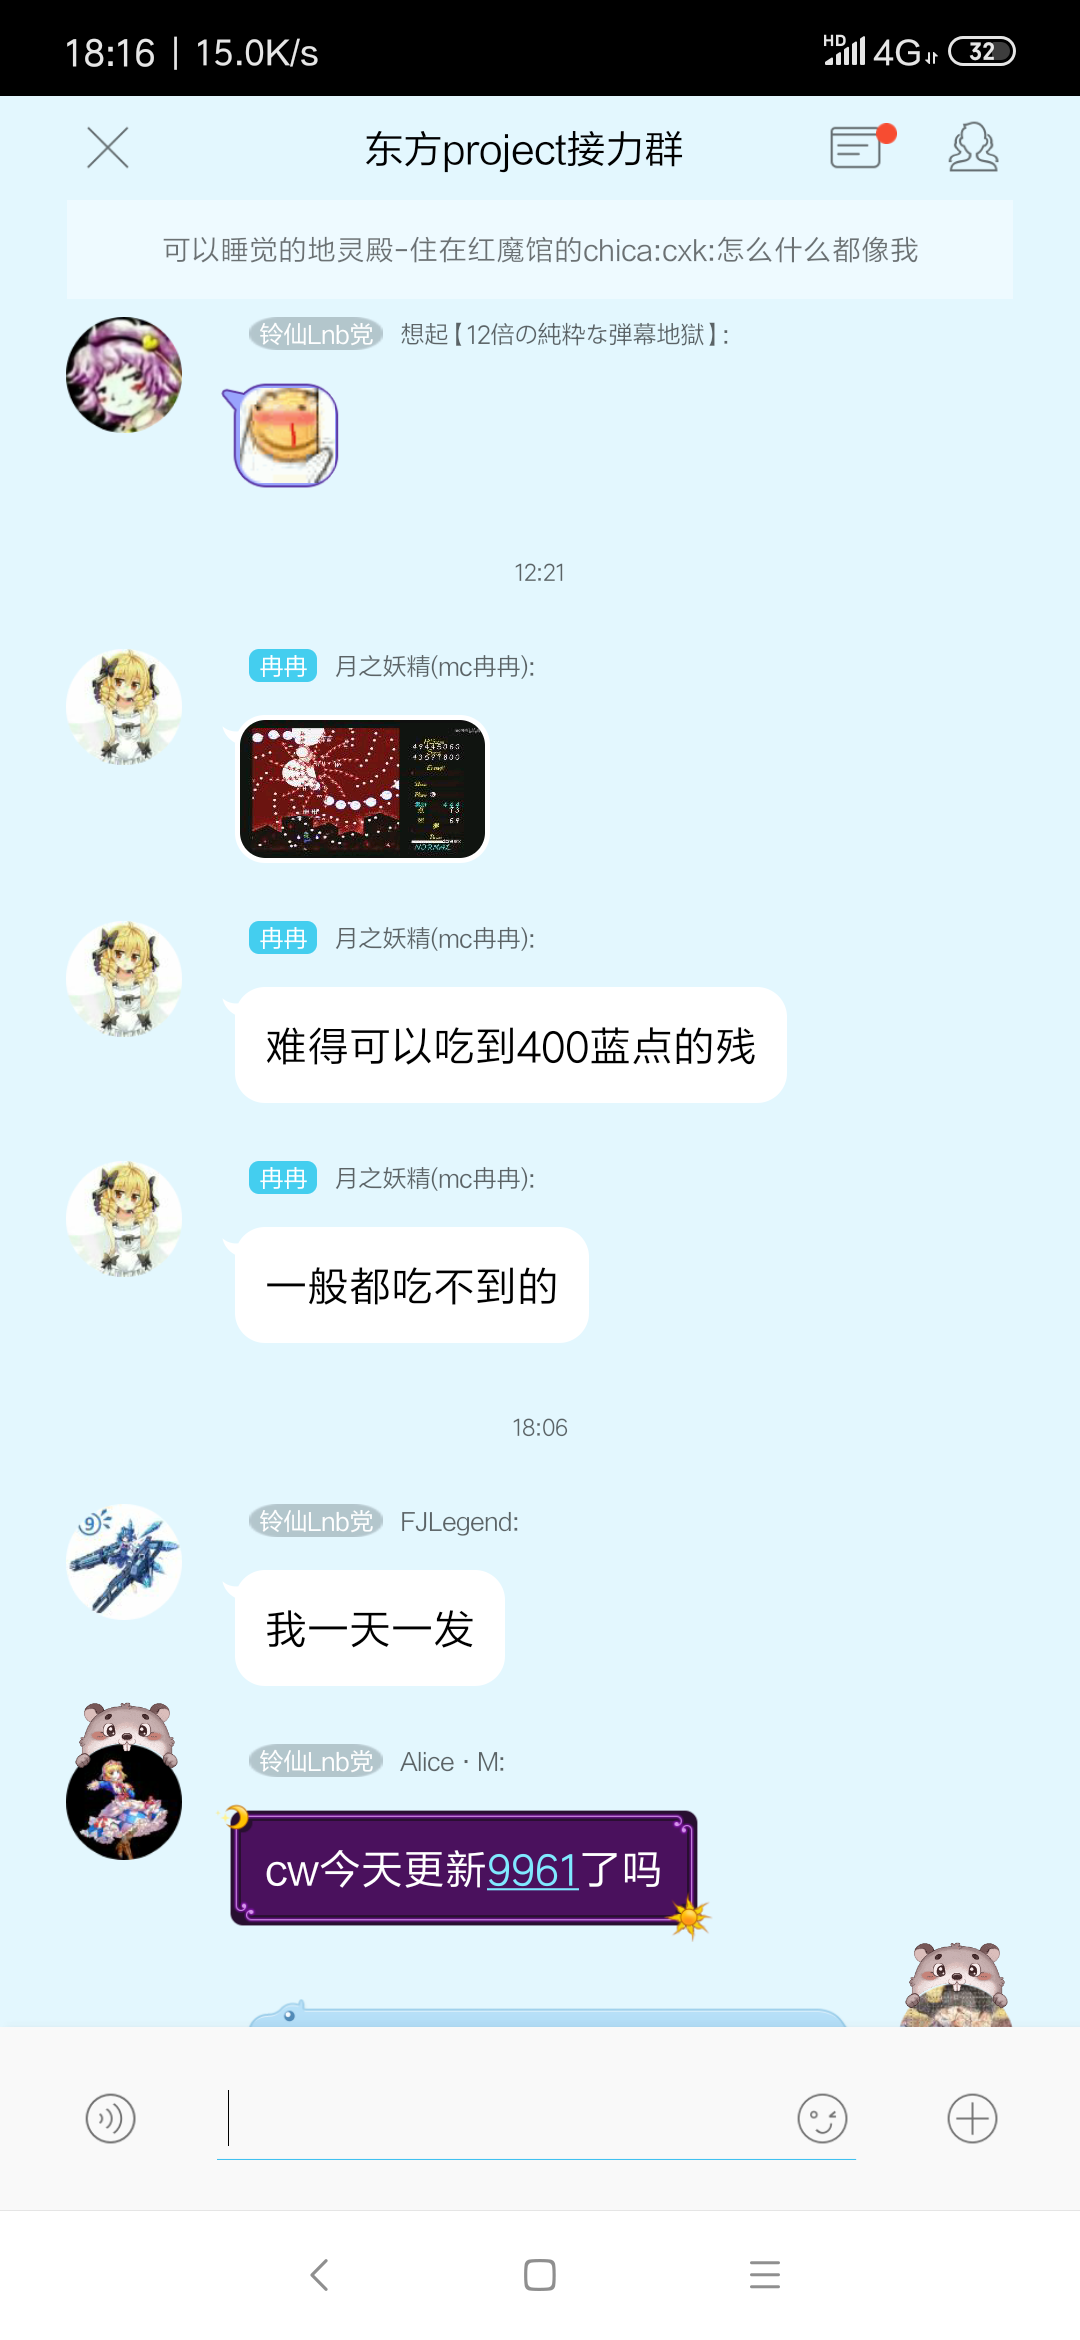 18:16 | 15.0K/s
HD 4G 32
东方project接力群
可以睡觉的地灵殿-住在红魔馆的chica:cxk:怎么什么都像我
铃仙Lnb党 想起【12倍の純粋な弾幕地獄】:
12:21
冉冉 月之妖精(mc冉冉):
49435060
43597800
444
13
69
NORMAL
冉冉 月之妖精(mc冉冉):
难得可以吃到400蓝点的残
冉冉 月之妖精(mc冉冉):
一般都吃不到的
18:06
铃仙Lnb党 FJLegend:
9
我一天一发
铃仙Lnb党 Alice · M:
cw今天更新9961了吗